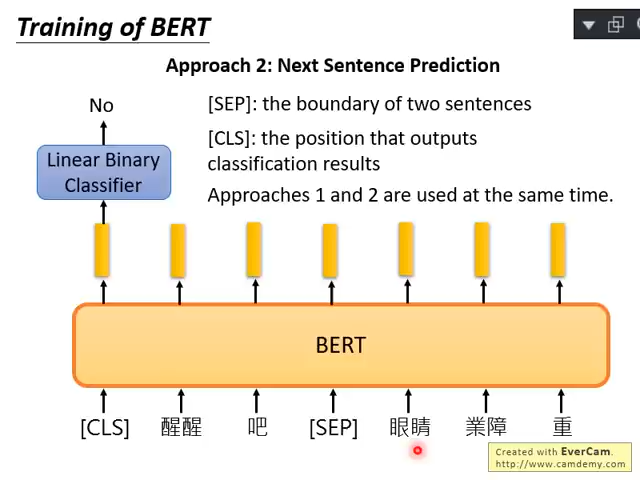 Training of BERT
Approach 2: Next Sentence Prediction
No
[SEP]: the boundary of two sentences
[CLS]: the position that outputs
classification results
Linear Binary
Classifier
Approaches 1 and 2 are used at the same time.
BERT
[CLS] 醒醒 吧 [SEP] 眼睛 業障 重
Created with EverCam.
http://www.camdemy.com